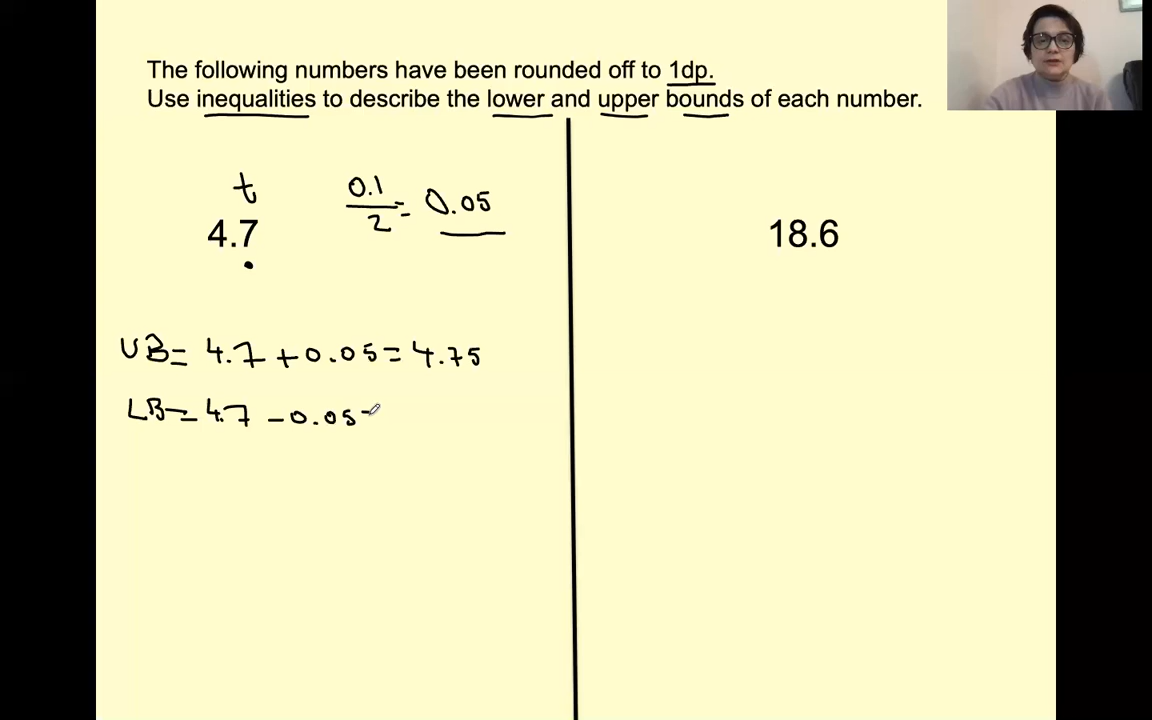 The following numbers have been rounded off to 1dp.
Use inequalities to describe the lower and upper bounds of each number.
t
0.1
2
= 0.05
4.7
18.6
UB= 4.7 +0.05 = 4.75
LB= 4.7 -0.05 -